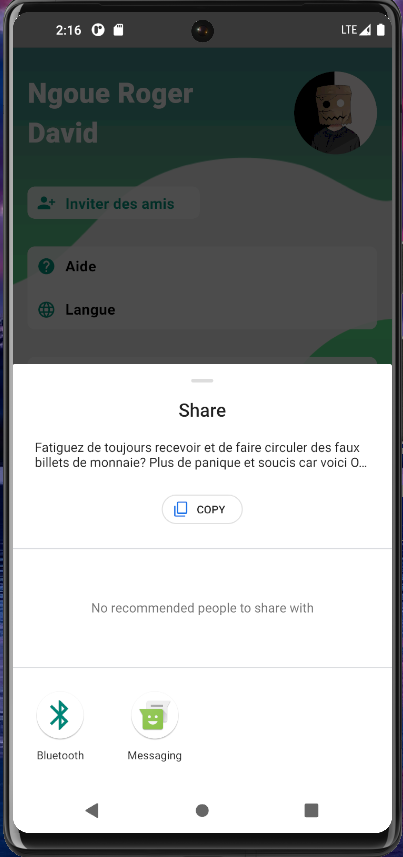 2:16
LTE
Ngoue Roger
David
Inviter des amis
Aide
Langue
Share
Fatiguez de toujours recevoir et de faire circuler des faux
billets de monnaie? Plus de panique et soucis car voici O…
COPY
No recommended people to share with
Bluetooth
Messaging